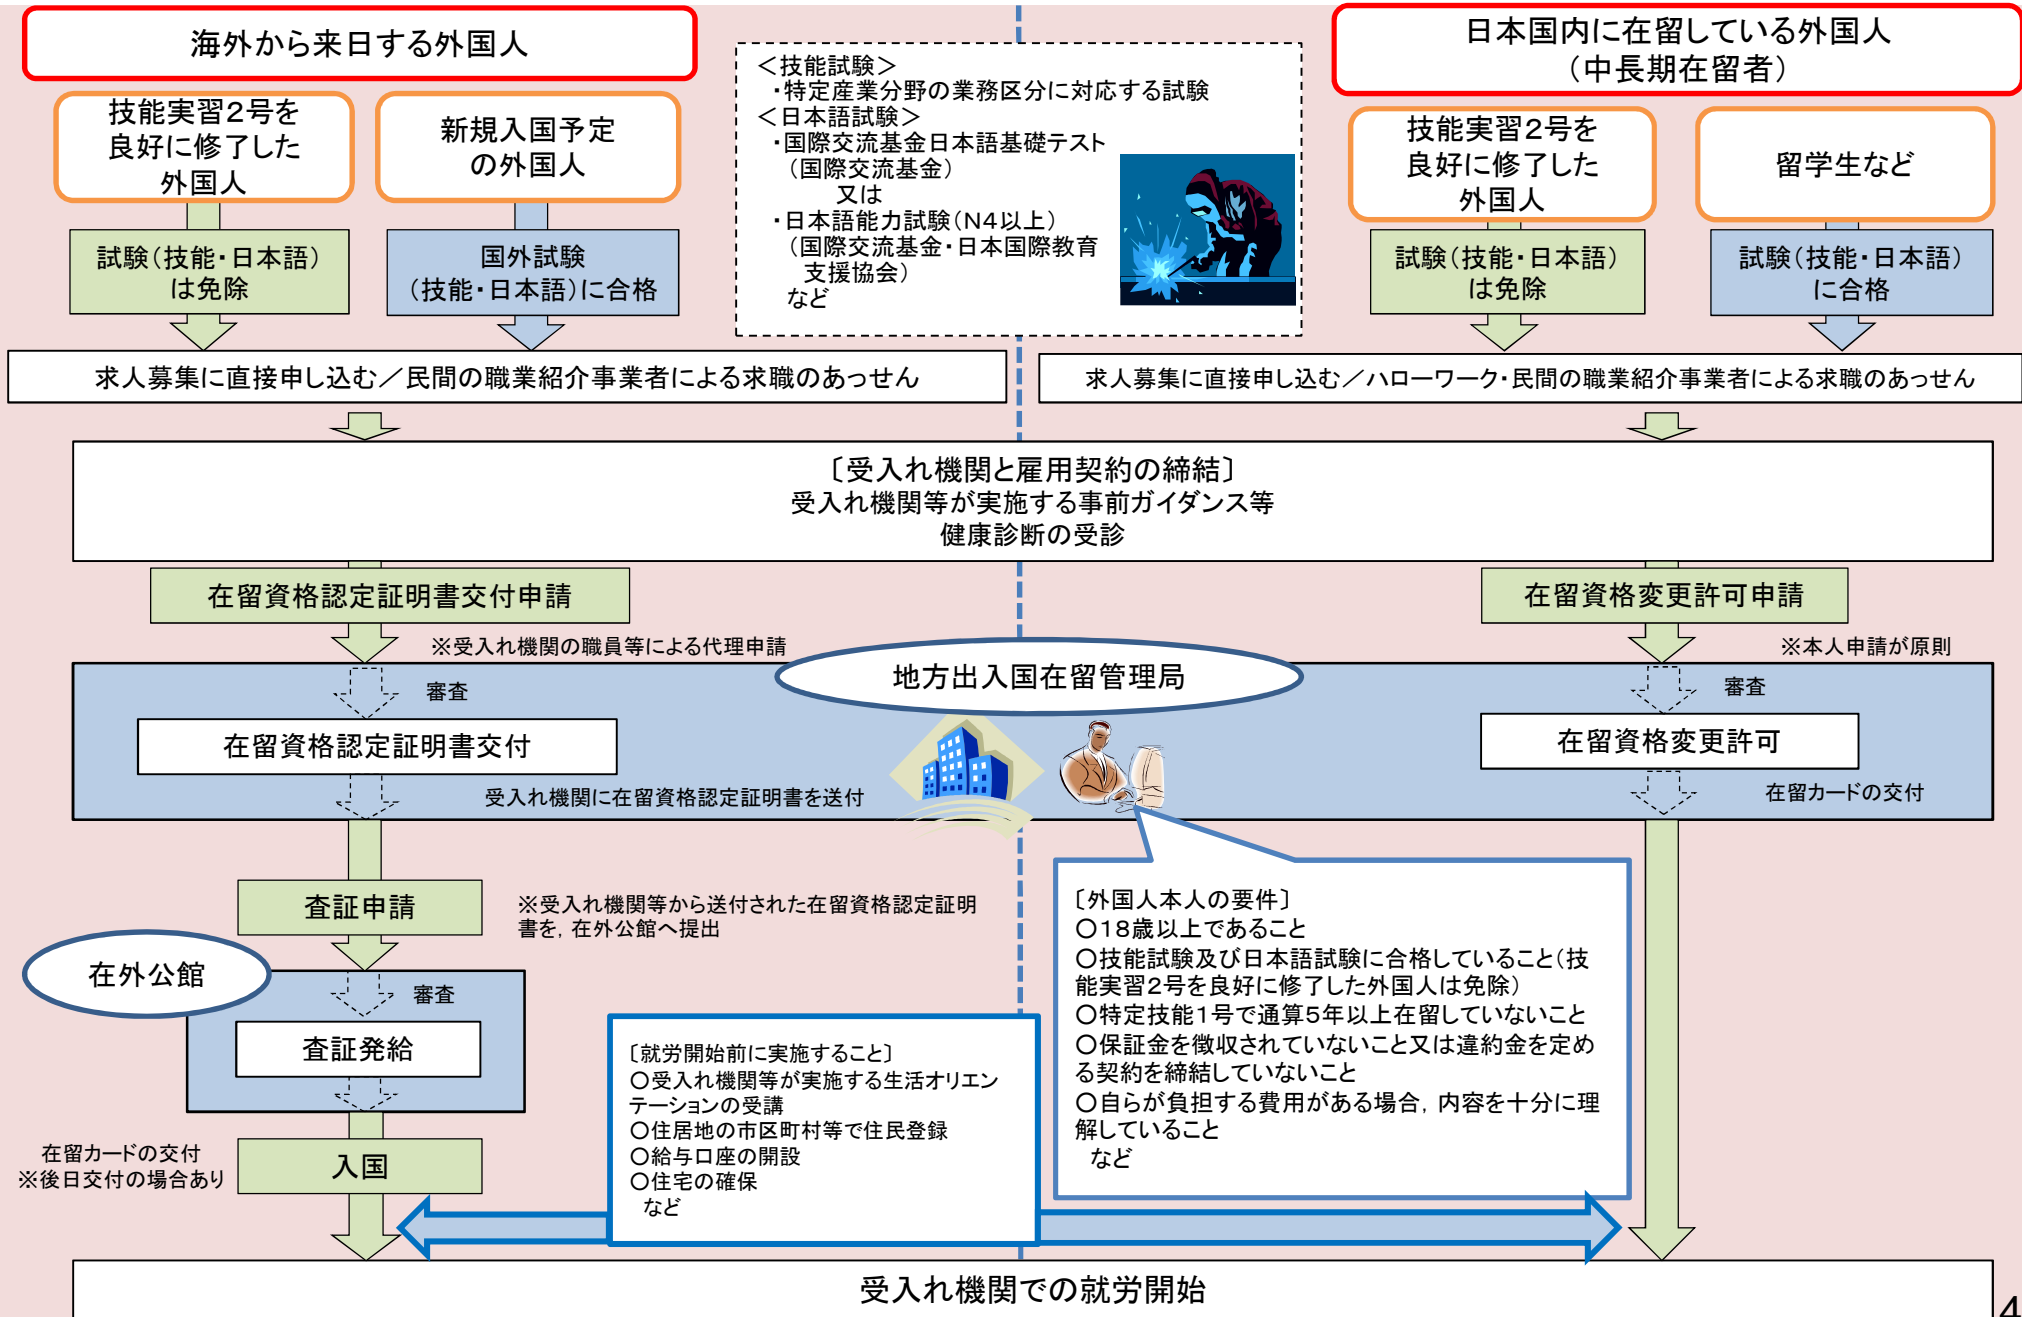 海外から来日する外国人
技能実習2号を
良好に修了した
外国人
新規入国予定
の外国人
試験(技能・日本語)
は免除
国外試験
(技能・日本語)に合格
<技能試験>
・特定産業分野の業務区分に対応する試験
<日本語試験>
・国際交流基金日本語基礎テスト
(国際交流基金)
又は
・日本語能力試験(N4以上)
(国際交流基金・日本国際教育
支援協会)
など
日本国内に在留している外国人
(中長期在留者)
技能実習2号を
良好に修了した
外国人
留学生など
試験(技能・日本語)
は免除
試験(技能・日本語)
に合格
求人募集に直接申し込む/民間の職業紹介事業者による求職のあっせん
求人募集に直接申し込む/ハローワーク・民間の職業紹介事業者による求職のあっせん
〔受入れ機関と雇用契約の締結〕
受入れ機関等が実施する事前ガイダンス等
健康診断の受診
在留資格認定証明書交付申請
※受入れ機関の職員等による代理申請
在留資格変更許可申請
※本人申請が原則
地方出入国在留管理局
審査
在留資格認定証明書交付
受入れ機関に在留資格認定証明書を送付
審査
在留資格変更許可
在留カードの交付
査証申請
※受入れ機関等から送付された在留資格認定証明
書を,在外公館へ提出
在外公館
審査
査証発給
在留カードの交付
※後日交付の場合あり
入国
〔就労開始前に実施すること〕
○受入れ機関等が実施する生活オリエン
テーションの受講
○住居地の市区町村等で住民登録
○給与口座の開設
○住宅の確保
など
〔外国人本人の要件〕
○18歳以上であること
○技能試験及び日本語試験に合格していること(技
能実習2号を良好に修了した外国人は免除)
○特定技能1号で通算5年以上在留していないこと
○保証金を徴収されていないこと又は違約金を定め
る契約を締結していないこと
○自らが負担する費用がある場合,内容を十分に理
解していること
など
受入れ機関での就労開始
4